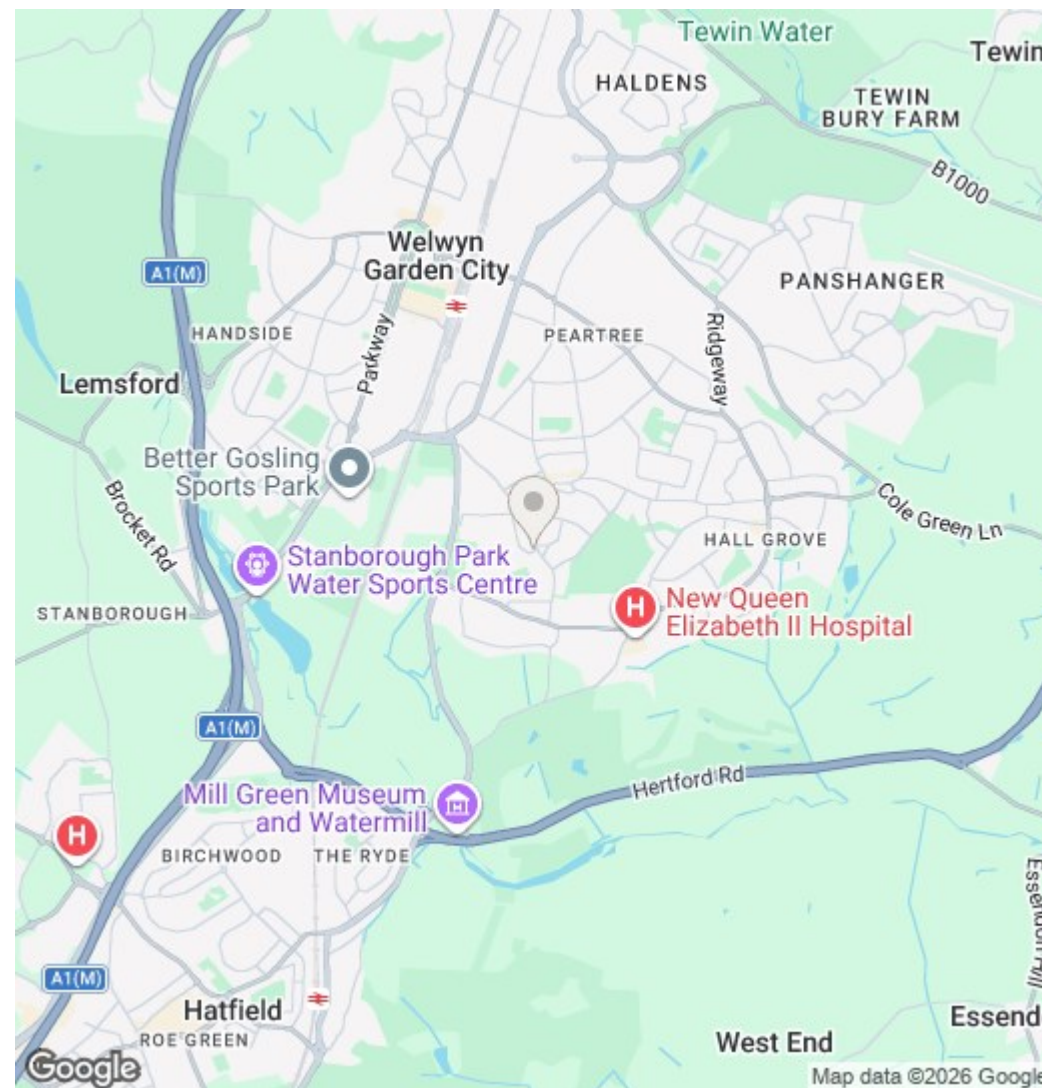 Tewin Water
Tewin
HALDENS
TEWIN
BURY FARM
B1000
Welwyn
Garden City
A1(M)
PANSHANGER
HANDSIDE
Parkway
PEARTREE
Ridgeway
Lemsford
Better Gosling
Sports Park
Brocket Rd
Cole Green Ln
HALL GROVE
Stanborough Park
Water Sports Centre
STANBOROUGH
H
New Queen
Elizabeth II Hospital
A1(M)
Hertford Rd
Mill Green Museum
and Watermill
H
BIRCHWOOD
THE RYDE
Essendon Hill
A1(M)
Hatfield
ROE GREEN
West End
Essend
Google
Map data ©2026 Google